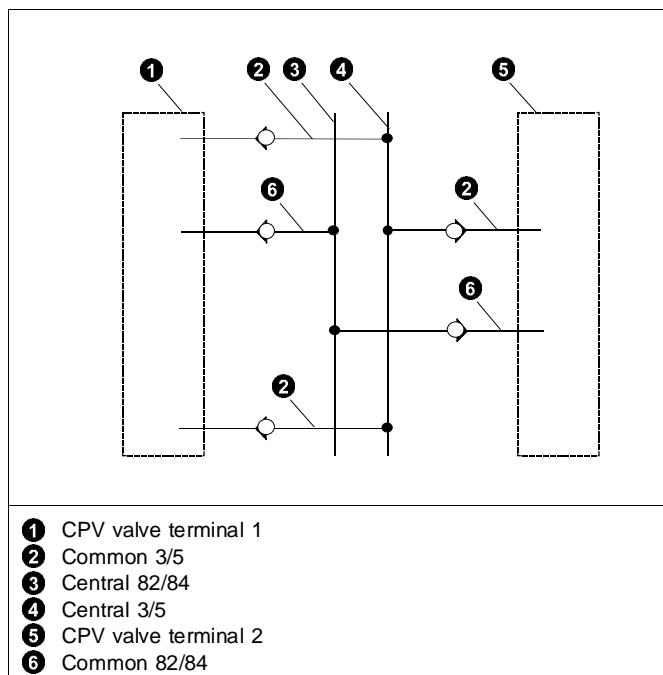 1 2 3 4 5
6 2
6
2
1 CPV valve terminal 1
2 Common 3/5
3 Central 82/84
4 Central 3/5
5 CPV valve terminal 2
6 Common 82/84